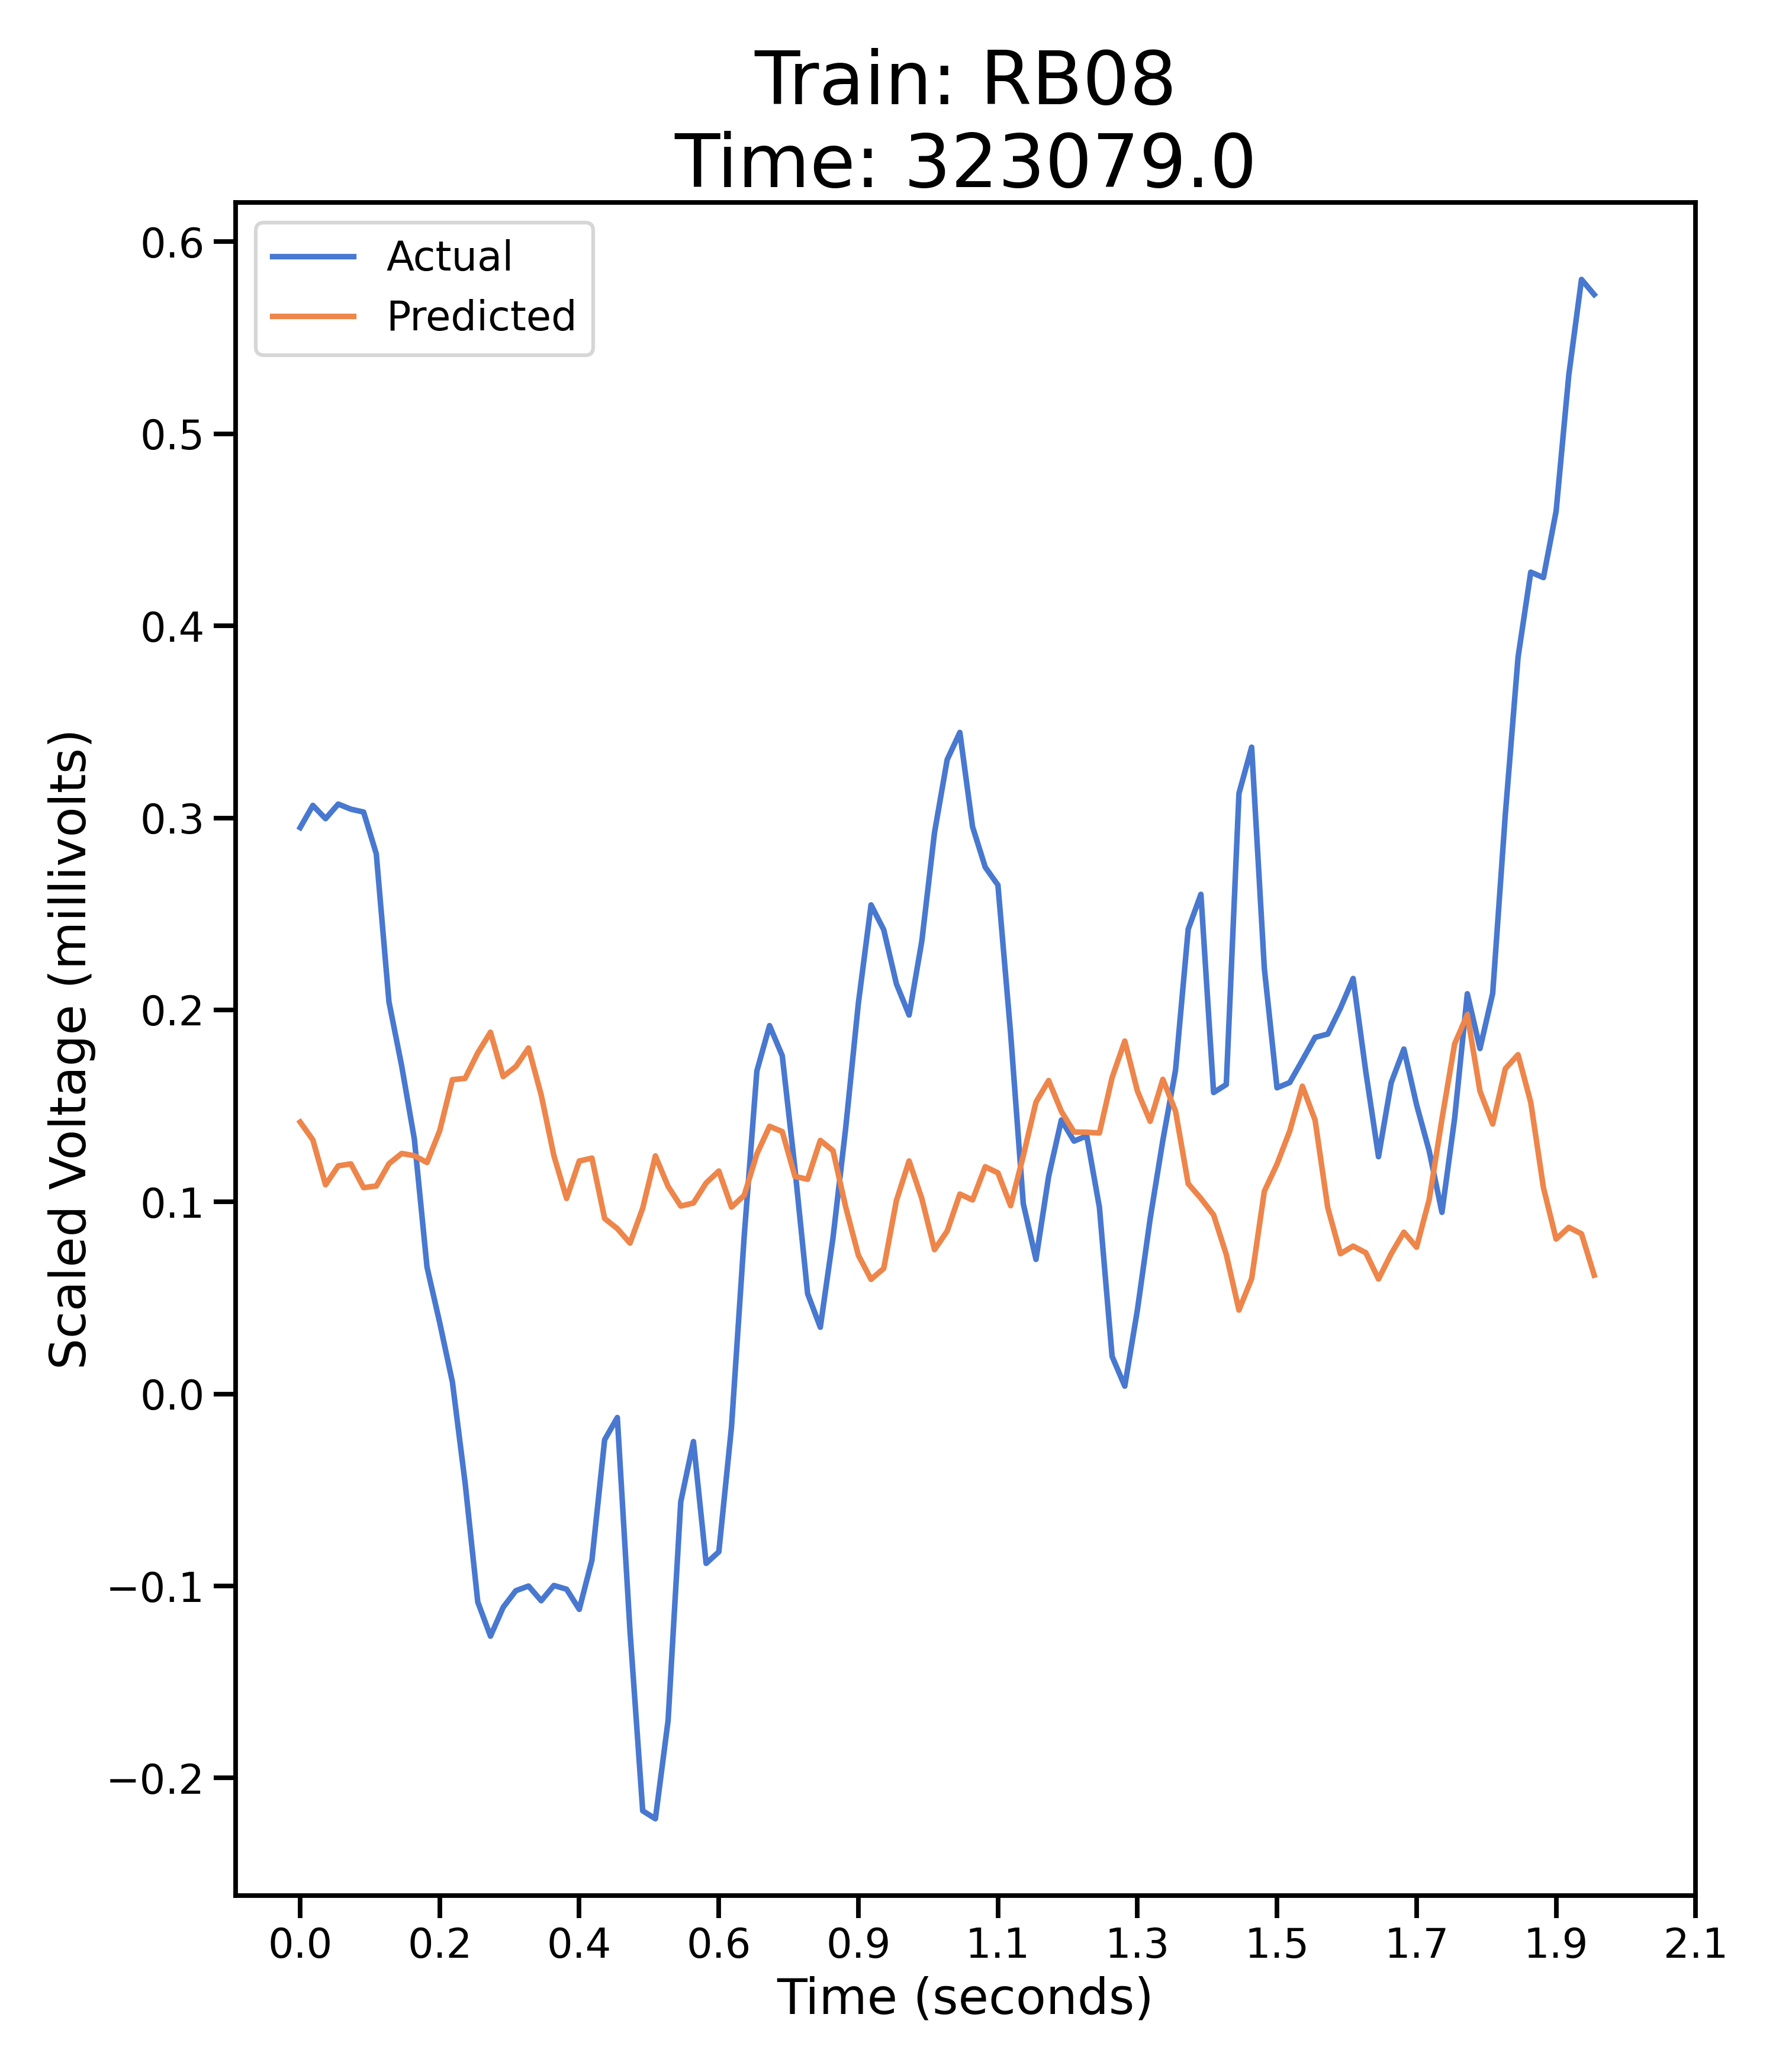 Train: RB08
Time: 323079.0
Actual
Predicted
0.6
0.5
0.4
0.3
0.2
0.1
0.0
−0.1
−0.2
Scaled Voltage (millivolts)
0.0 0.2 0.4 0.6 0.9 1.1 1.3 1.5 1.7 1.9 2.1
Time (seconds)